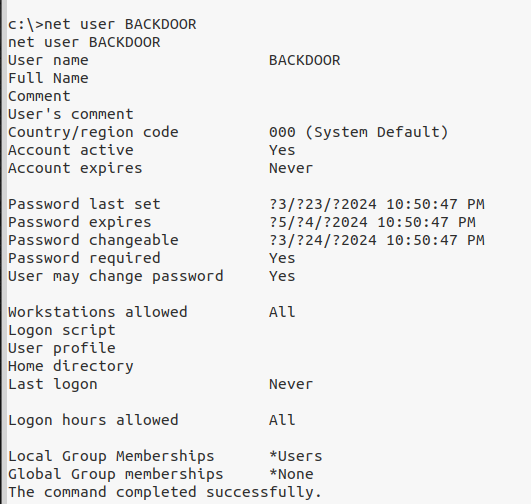 c:\>net user BACKDOOR
net user BACKDOOR
User name                    BACKDOOR
Full Name
Comment
User's comment
Country/region code          000 (System Default)
Account active               Yes
Account expires              Never
Password last set            ?3/?23/?2024 10:50:47 PM
Password expires             ?5/?4/?2024 10:50:47 PM
Password changeable          ?3/?24/?2024 10:50:47 PM
Password required            Yes
User may change password     Yes
Workstations allowed         All
Logon script
User profile
Home directory
Last logon                   Never
Logon hours allowed          All
Local Group Memberships      *Users
Global Group memberships     *None
The command completed successfully.